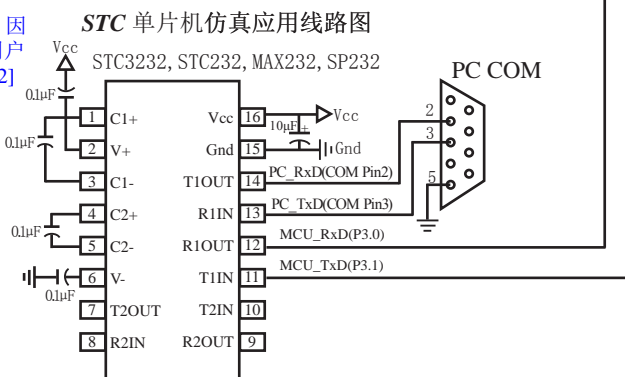 因
STC 单片机仿真应用线路图
户
2]
Vcc
STC3232,STC232,MAX232,SP232
PC COM
0.1μF
1 C1+
Vcc 16
Vcc
10μF +
2
0.1μF
2 V+
Gnd 15
Gnd
3
3 C1-
T1OUT 14
PC_RxD(COM Pin2)
5
4 C2+
R1IN 13
PC_TxD(COM Pin3)
0.1μF
5 C2-
R1OUT 12
MCU_RxD(P3.0)
6 V-
T1IN 11
MCU_TxD(P3.1)
0.1μF
7 T2OUT
T2IN 10
8 R2IN
R2OUT 9